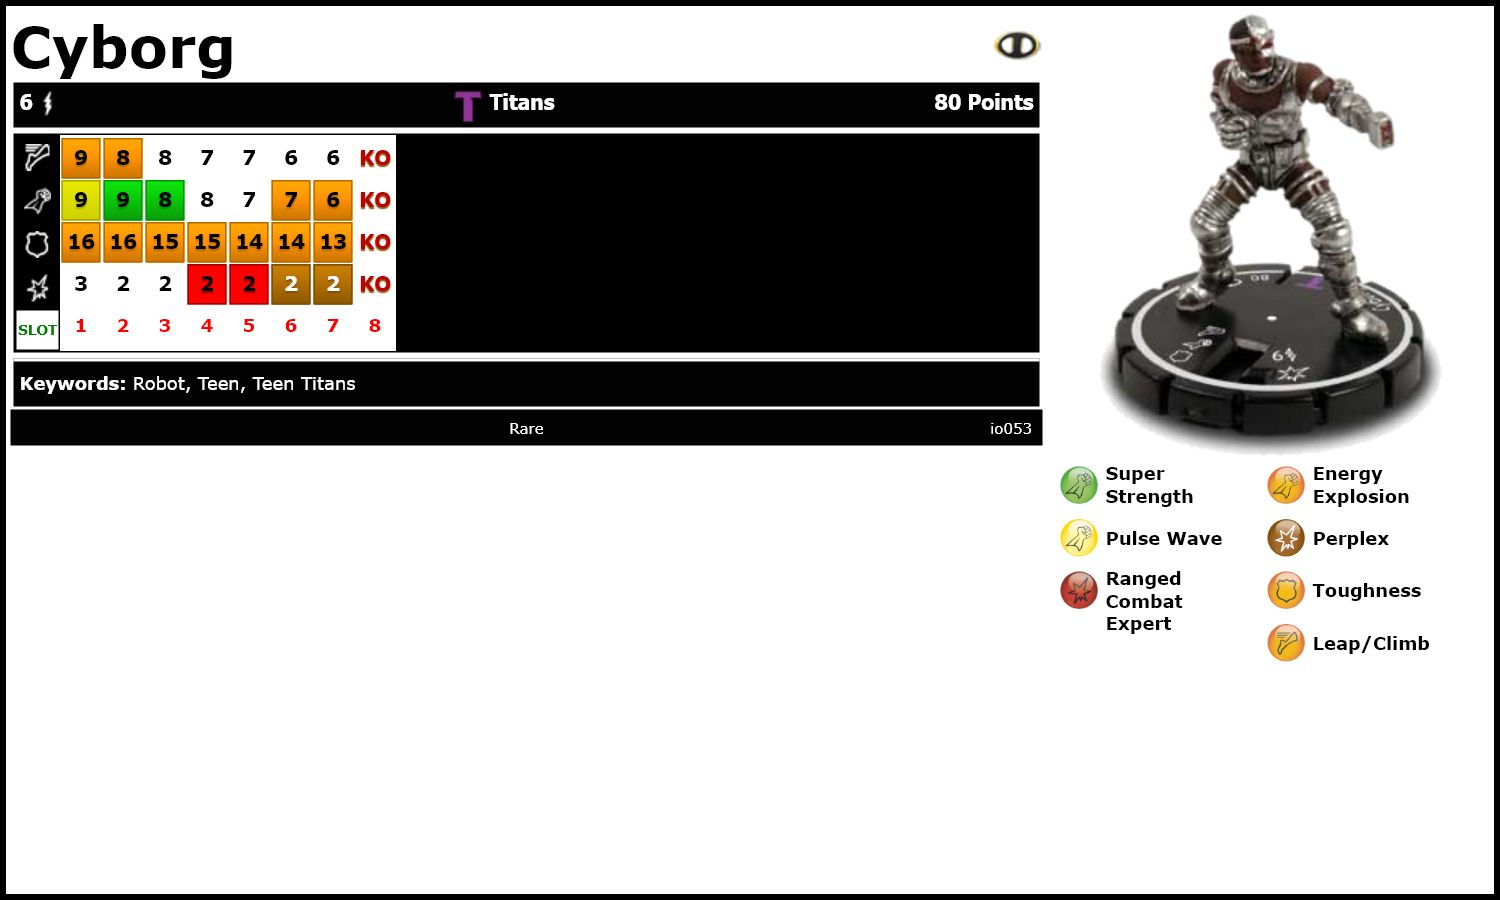 Cyborg
6 Titans 80 Points
9 8 8 7 7 6 6 KO
9 9 8 8 7 7 6 KO
16 16 15 15 14 14 13 KO
3 2 2 2 2 2 2 KO
SLOT 1 2 3 4 5 6 7 8
Keywords: Robot, Teen, Teen Titans
Rare io053
6
Super
Strength
Pulse Wave
Ranged
Combat
Expert
Energy
Explosion
Perplex
Toughness
Leap/Climb